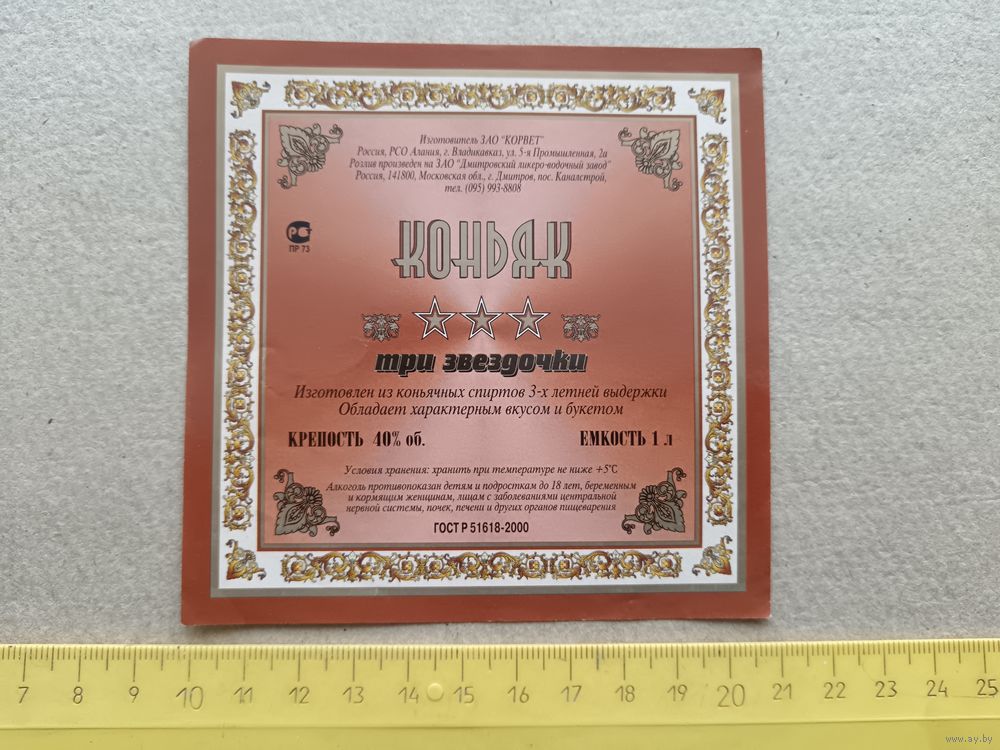 Изготовитель ЗАО "КОРВЕТ"
Россия, РСО Алания, г. Владикавказ, ул. 5-я Промышленная, 2а
Розлив произведен на ЗАО "Дмитровский ликеро-водочный завод"
Россия, 141800, Московская обл., г. Дмитров, пос. Каналстрой,
тел. (095) 993-8808
РСТ
ПР 73
КОНЬЯК
три звездочки
Изготовлен из коньячных спиртов 3-х летней выдержки
Обладает характерным вкусом и букетом
КРЕПОСТЬ 40% об. ЕМКОСТЬ 1 л
Условия хранения: хранить при температуре не ниже +5°С
Алкоголь противопоказан детям и подросткам до 18 лет, беременным
и кормящим женщинам, лицам с заболеваниями центральной
нервной системы, почек, печени и других органов пищеварения
ГОСТ Р 51618-2000
7 8 9 10 11 12 13 14 15 16 17 18 19 20 21 22 23 24 25
www.ay.by